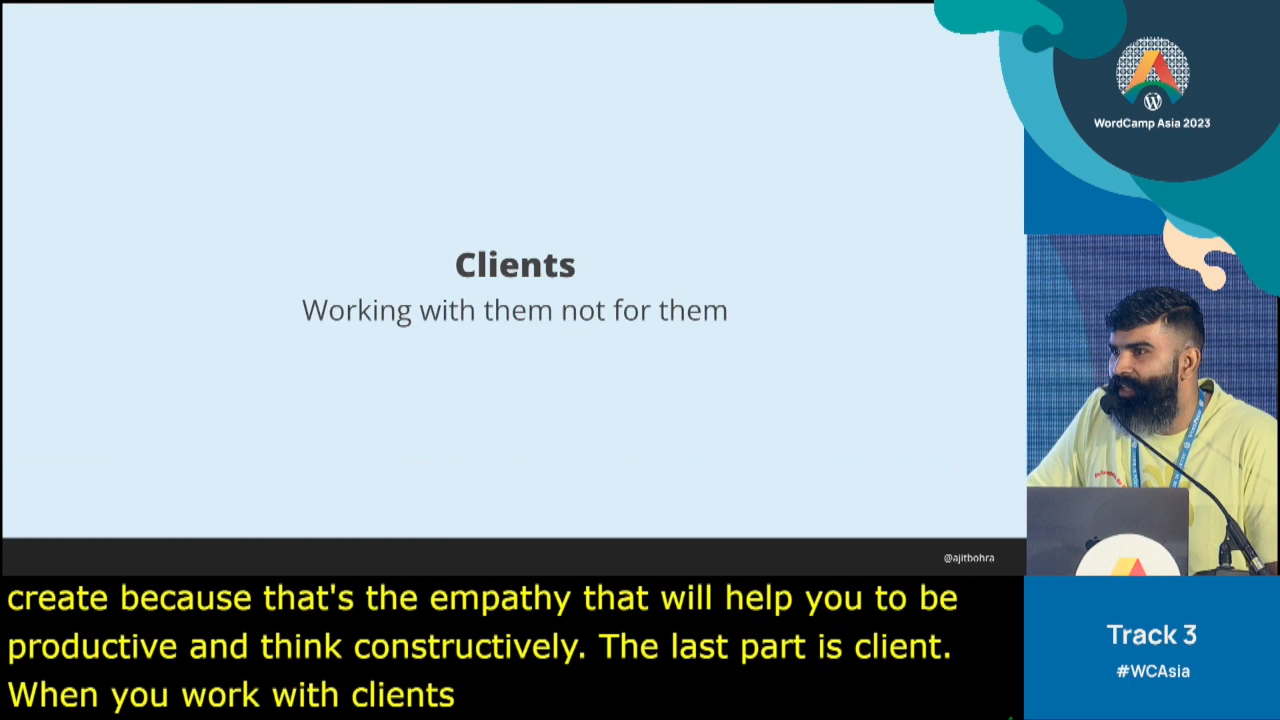 Clients
Working with them not for them
@ajitbohra
WordCamp Asia 2023
create because that's the empathy that will help you to be
productive and think constructively. The last part is client.
When you work with clients
Track 3
#WCAsia